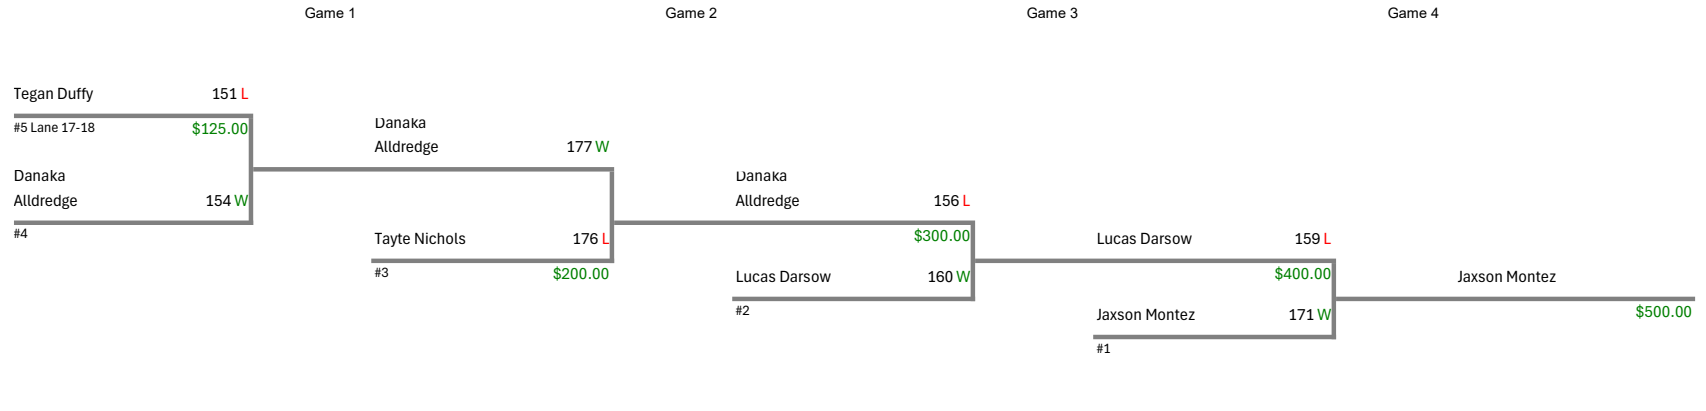 Game 1 Game 2 Game 3 Game 4
Tegan Duffy 151 L
#5 Lane 17-18 $125.00
Danaka
Alldredge 154 W
#4
Danaka
Alldredge 177 W
Tayte Nichols 176 L
#3 $200.00
Danaka
Alldredge 156 L
$300.00
Lucas Darsow 160 W
#2
Lucas Darsow 159 L
$400.00
Jaxson Montez 171 W
#1
Jaxson Montez
$500.00